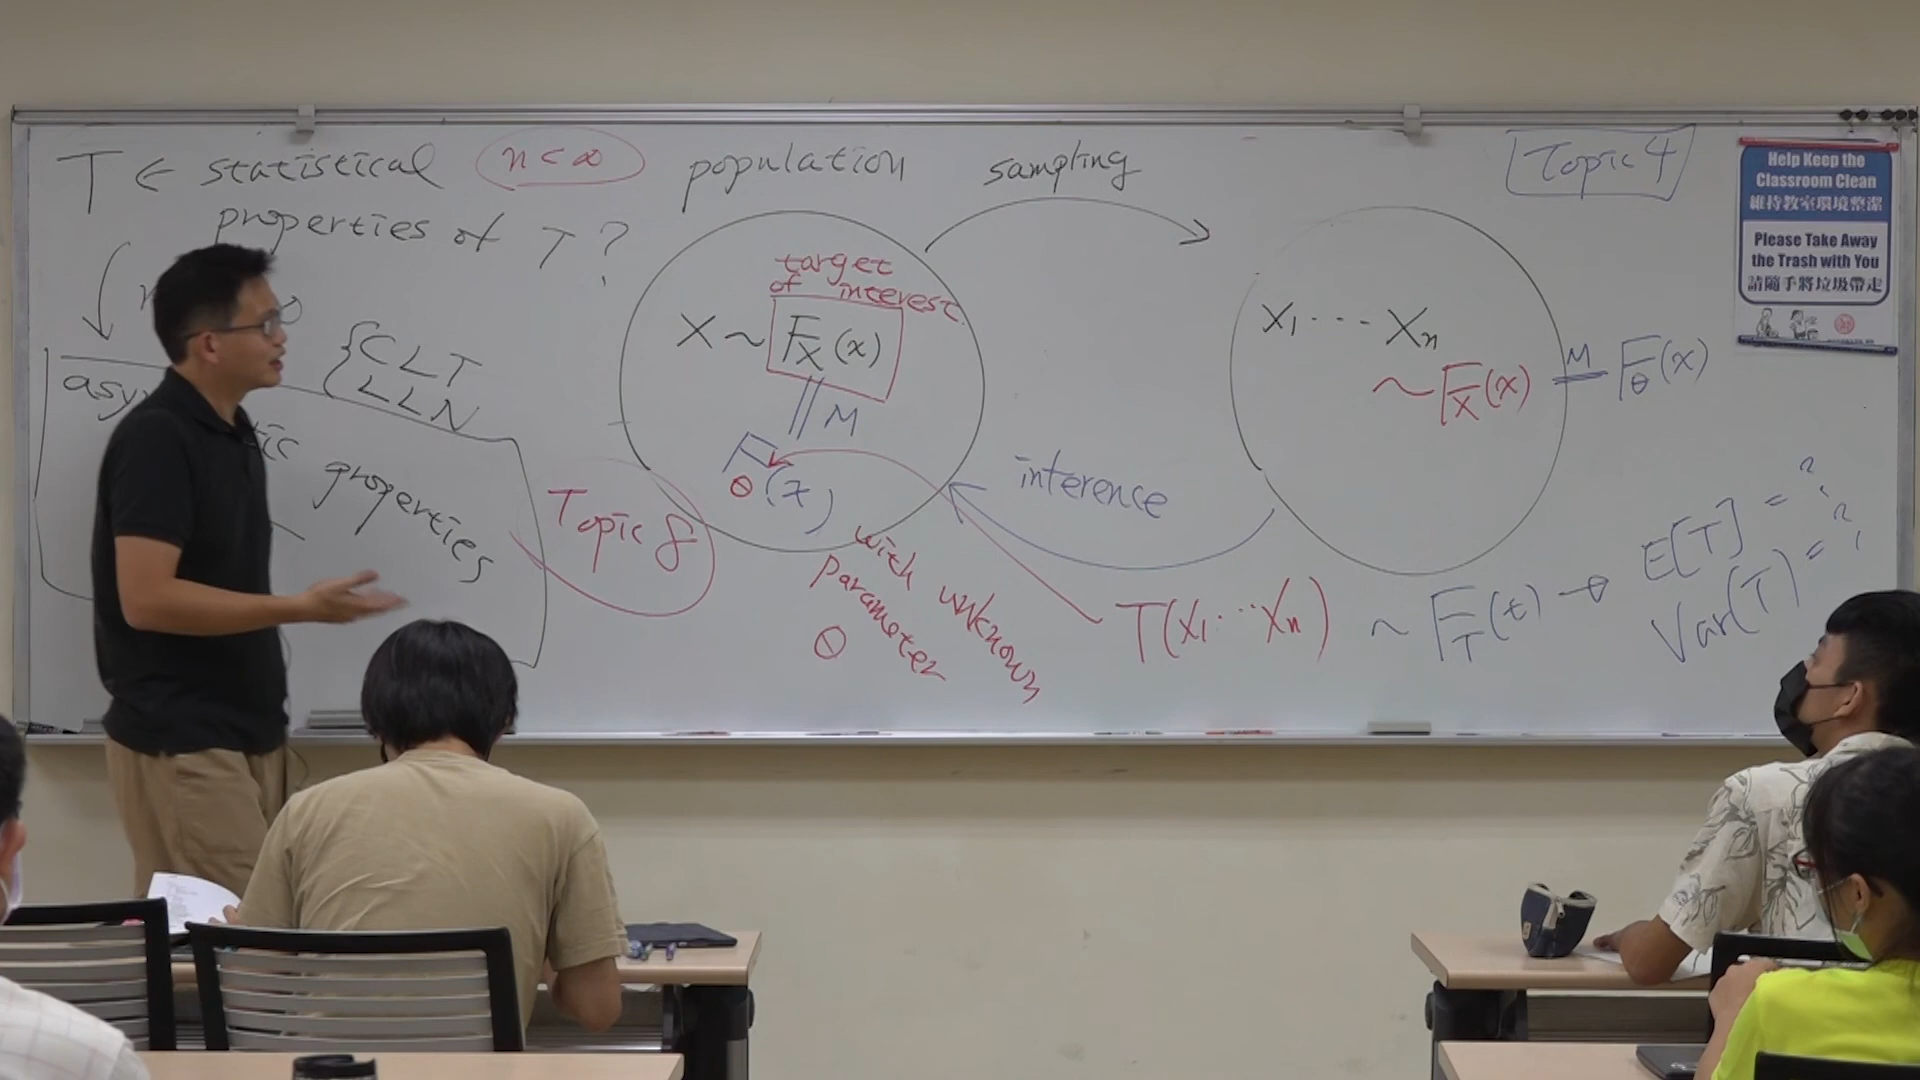 T ← statistical
properties of T ?
n < ∞
{ CLT
LLN
properties
Topic 8
population
target
of interest
X ~ F_X(x)
M
θ
with unknown
parameter
θ
sampling
inference
Topic 4
X₁ ··· Xₙ
~ F_X(x) =ᴹ F_θ(x)
T(X₁ ··· Xₙ) ~ F_T(t) → E[T] = ?
Var(T) = ?
Help Keep the
Classroom Clean
維持教室環境整潔
Please Take Away
the Trash with You
請隨手將垃圾帶走